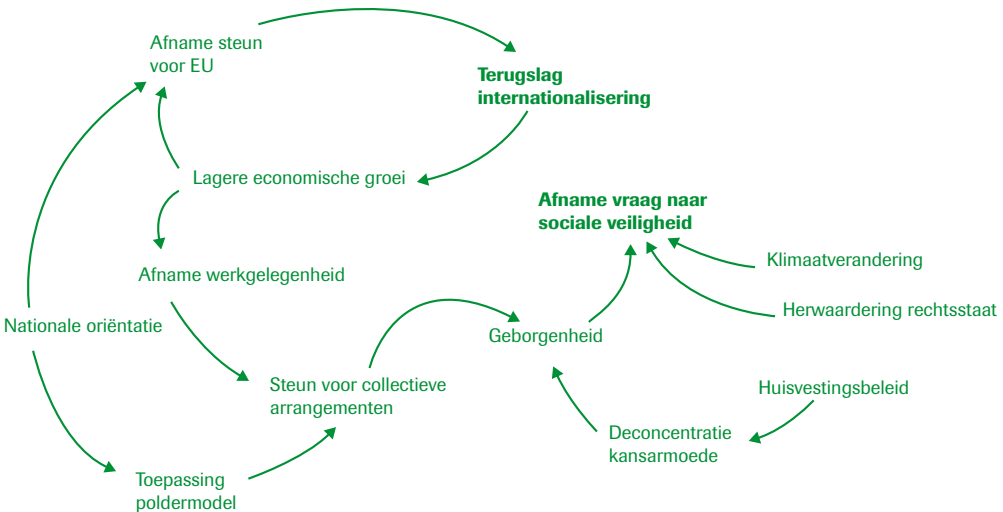 Afname steun
voor EU
Terugslag
internationalisering
Lagere economische groei
Afname vraag naar
sociale veiligheid
Klimaatverandering
Afname werkgelegenheid
Herwaardering rechtsstaat
Nationale oriëntatie
Geborgenheid
Steun voor collectieve
arrangementen
Huisvestingsbeleid
Deconcentratie
kansarmoede
Toepassing
poldermodel